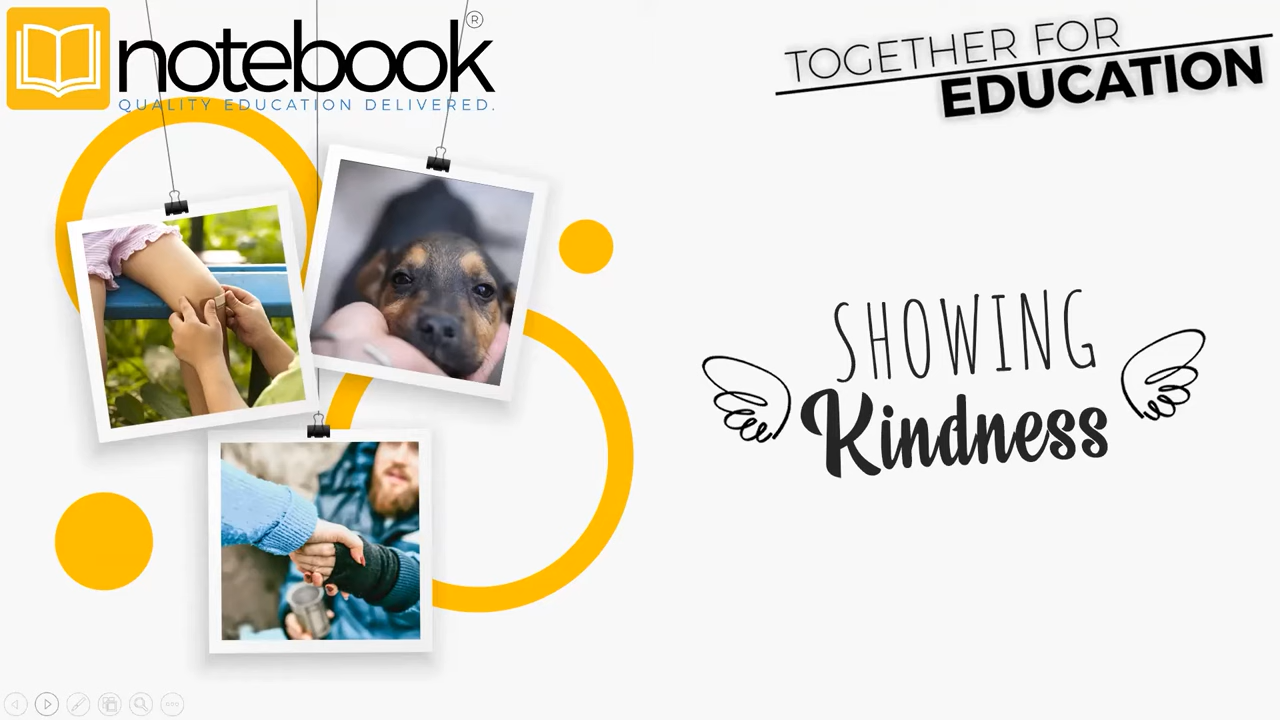 notebook®
QUALITY EDUCATION DELIVERED.
TOGETHER FOR
EDUCATION
SHOWING
Kindness